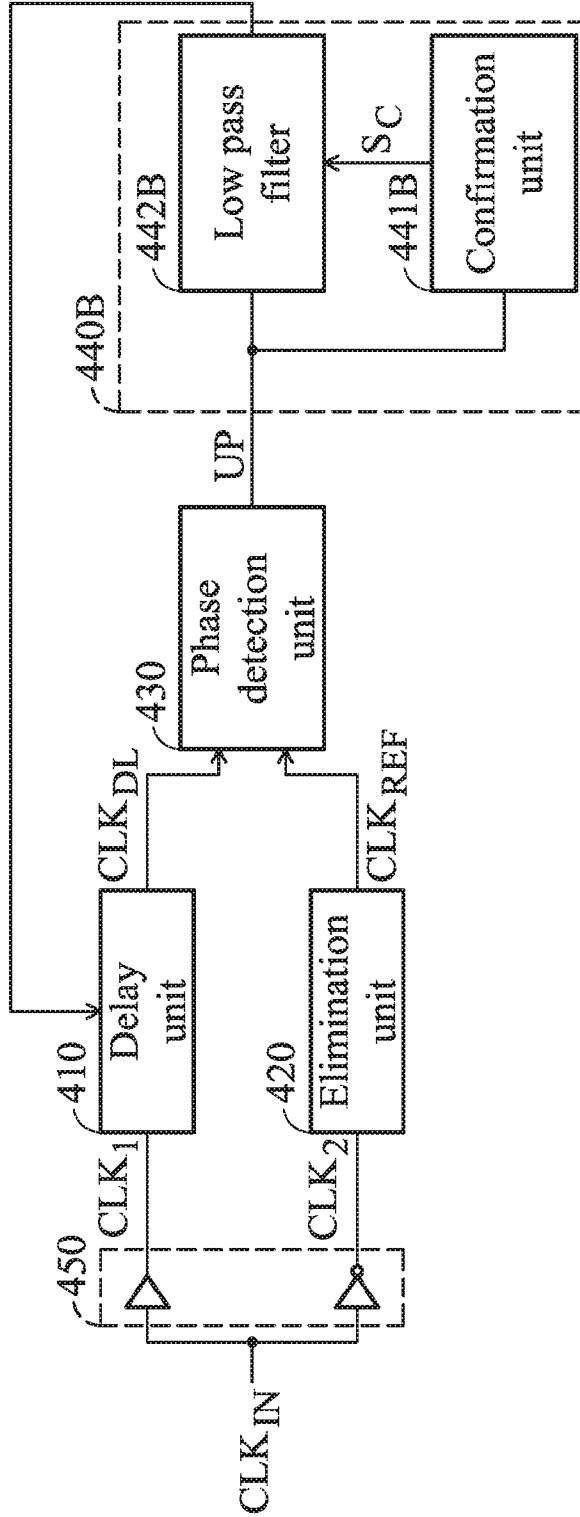 CLK_IN
450
CLK_1
CLK_2
410
Delay
unit
420
Elimination
unit
CLK_DL
CLK_REF
430
Phase
detection
unit
UP
440B
442B
Low pass
filter
S_C
441B
Confirmation
unit